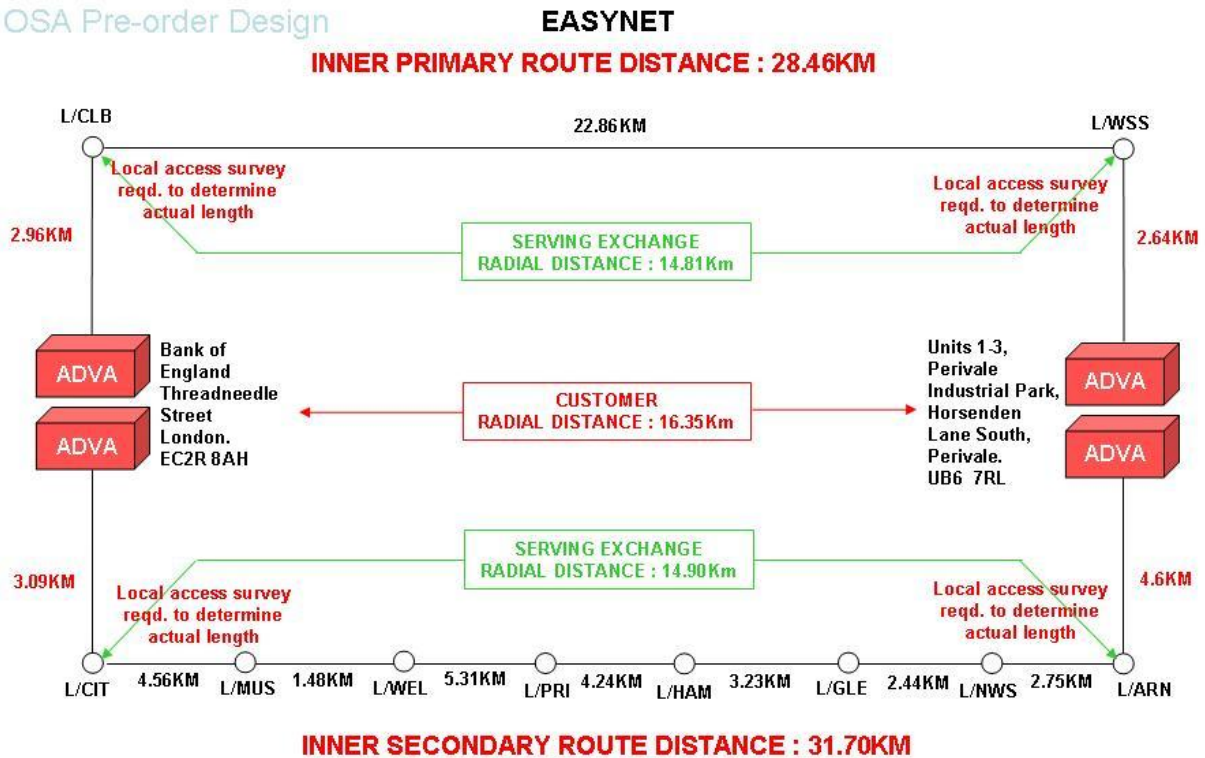 OSA Pre-order Design
EASYNET
INNER PRIMARY ROUTE DISTANCE : 28.46KM
L/CLB
22.86KM
L/WSS
Local access survey
reqd. to determine
actual length
Local access survey
reqd. to determine
actual length
2.96KM
SERVING EXCHANGE
RADIAL DISTANCE : 14.81Km
2.64KM
ADVA
ADVA
Bank of
England
Threadneedle
Street
London.
EC2R 8AH
CUSTOMER
RADIAL DISTANCE : 16.35Km
Units 1-3,
Perivale
Industrial Park,
Horsenden
Lane South,
Perivale.
UB6 7RL
ADVA
ADVA
SERVING EXCHANGE
RADIAL DISTANCE : 14.90Km
3.09KM
Local access survey
reqd. to determine
actual length
Local access survey
reqd. to determine
actual length
4.6KM
L/CIT
4.56KM
L/MUS
1.48KM
L/WEL
5.31KM
L/PRI
4.24KM
L/HAM
3.23KM
L/GLE
2.44KM
L/NWS
2.75KM
L/ARN
INNER SECONDARY ROUTE DISTANCE : 31.70KM